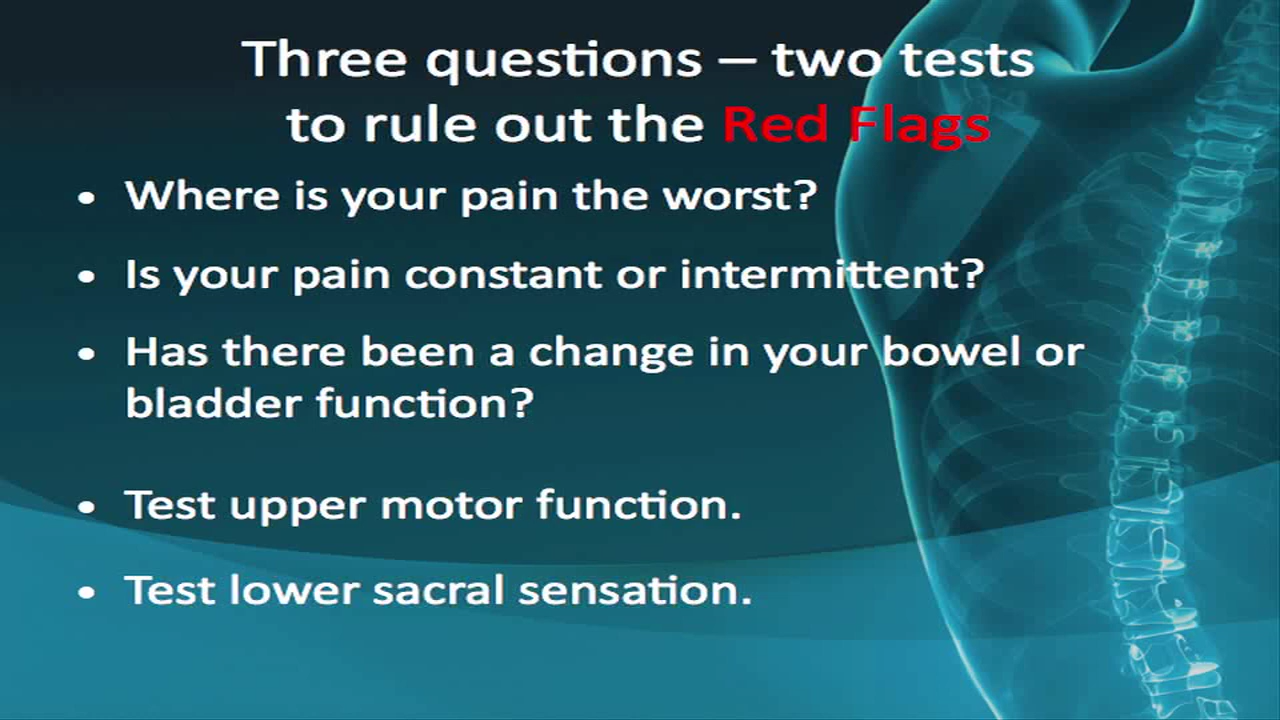 Three questions – two tests
to rule out the Red Flags
• Where is your pain the worst?
• Is your pain constant or intermittent?
• Has there been a change in your bowel or
bladder function?
• Test upper motor function.
• Test lower sacral sensation.